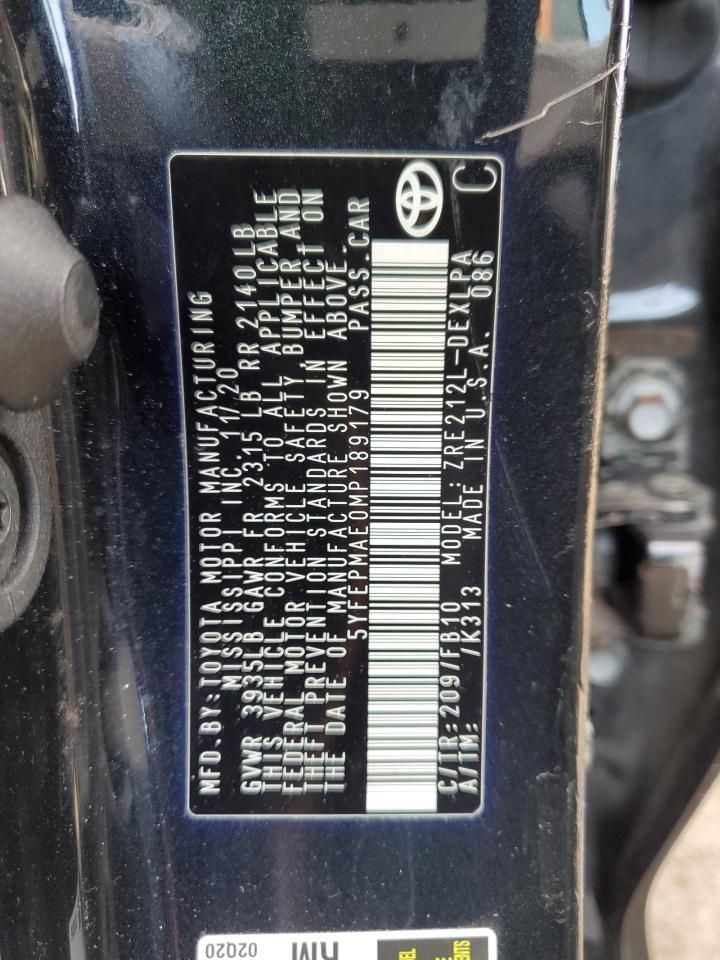 MFD.BY:TOYOTA MOTOR MANUFACTURING
MISSISSIPPI INC.11/20
GVWR 3935LB GAWR FR 2315 LB RR 2140LB
THIS VEHICLE CONFORMS TO ALL APPLICABLE
FEDERAL MOTOR VEHICLE SAFETY, BUMPER,AND
THEFT PREVENTION STANDARDS IN EFFECT ON
THE DATE OF MANUFACTURE SHOWN ABOVE.
5YFEPMAE0MP189179 PASS.CAR
C/TR:209/FB10 MODEL:ZRE212L-DEXLPA
A/TM: /K313 MADE IN U.S.A. 086
C
02Q20